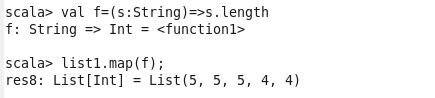 scala> val f=(s:String)=>s.length
f: String => Int = <function1>
scala> list1.map(f);
res8: List[Int] = List(5, 5, 5, 4, 4)